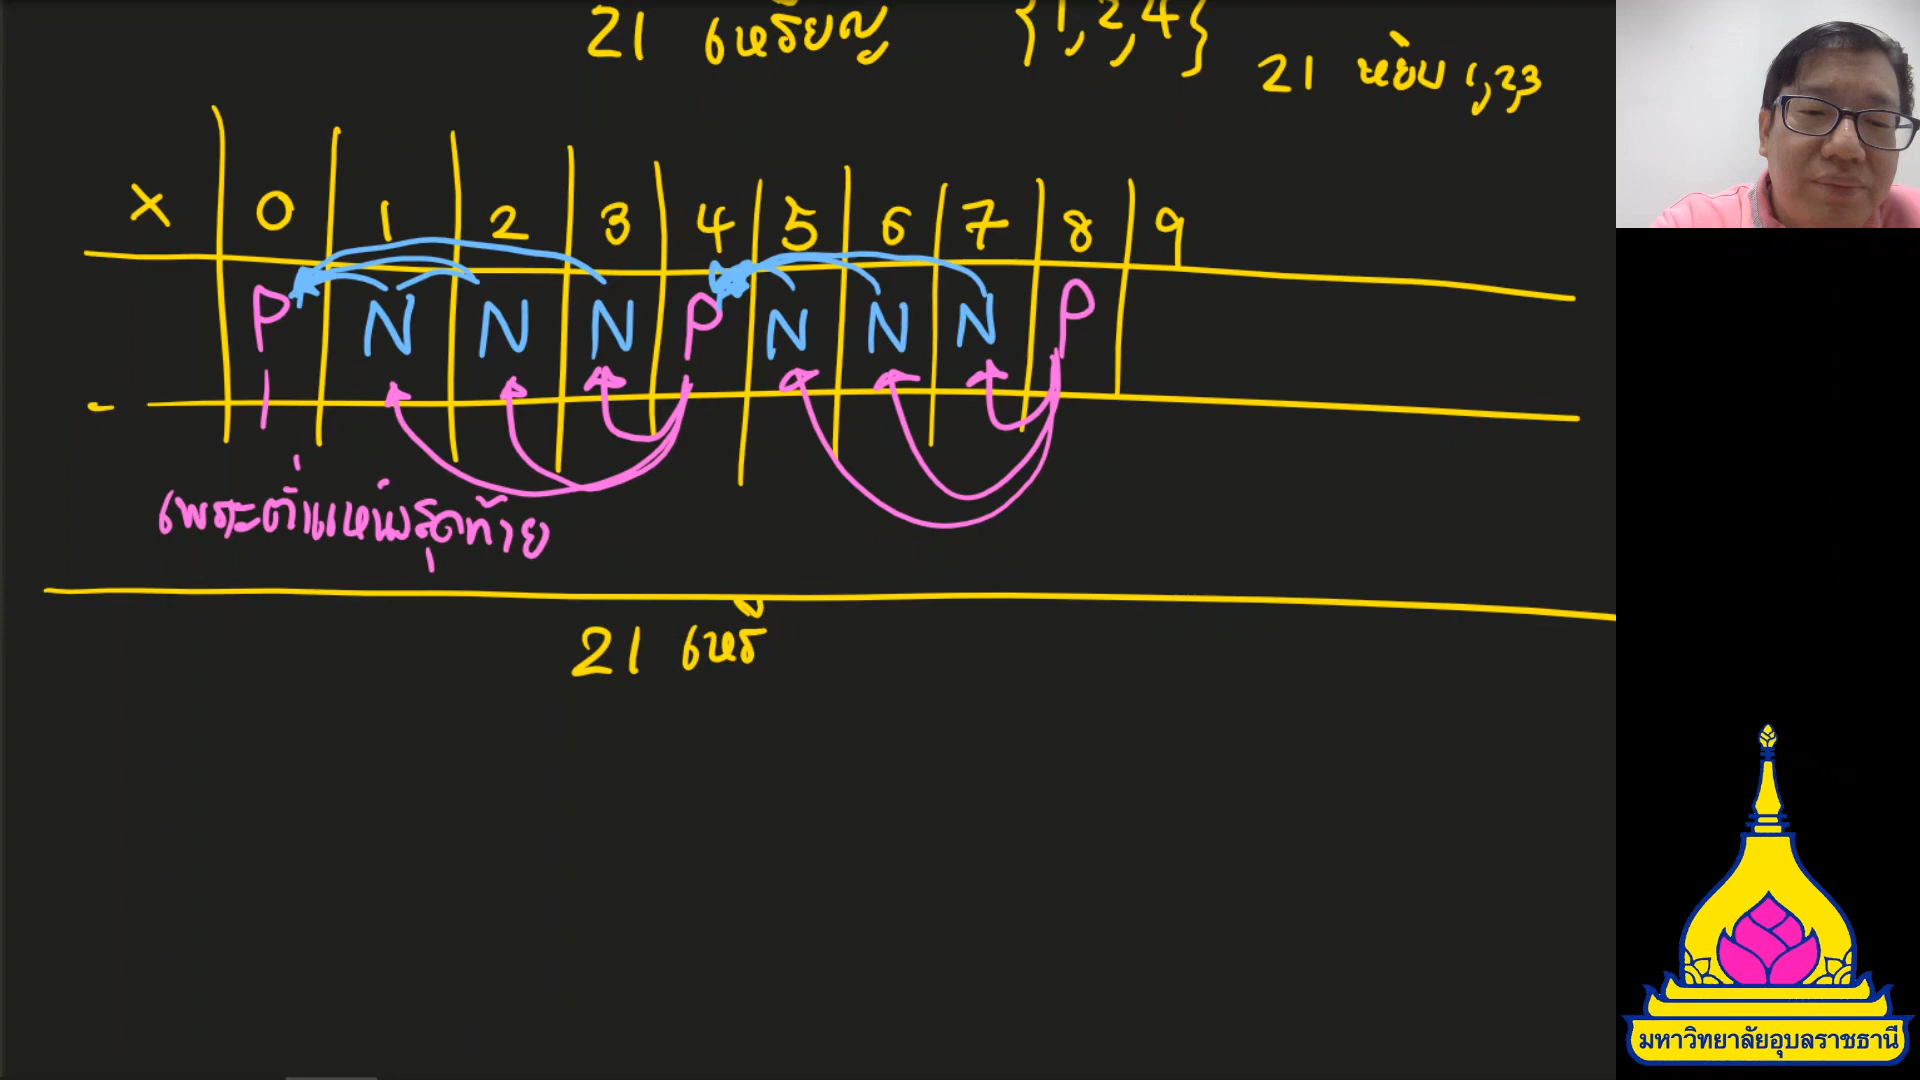 21 เหรียญ {1,2,4}
21 หยิบ 1,2,3
x 0 1 2 3 4 5 6 7 8 9
P N N N P N N N P
เพราะตำแหน่งสุดท้าย
21 เหรี
มหาวิทยาลัยอุบลราชธานี